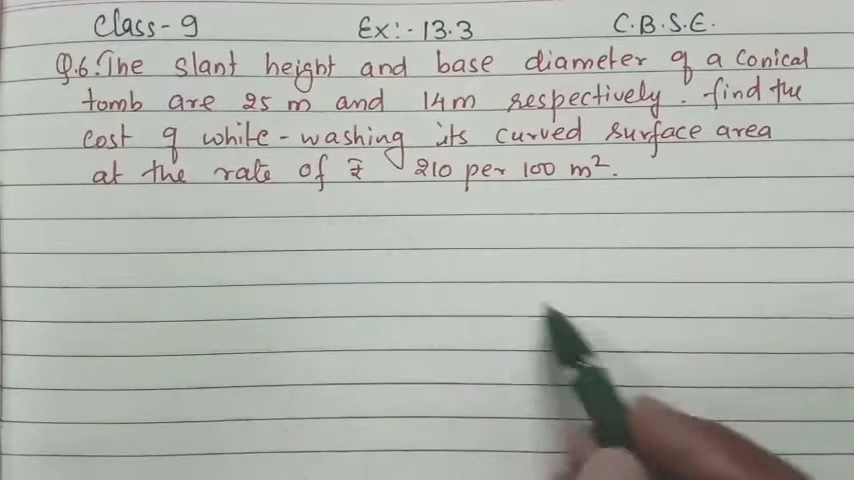 Class-9 Ex:-13.3 C.B.S.E.
Q.6. The slant height and base diameter of a conical
tomb are 25 m and 14m respectively. find the
cost of white-washing its curved surface area
at the rate of ₹ 210 per 100 m².